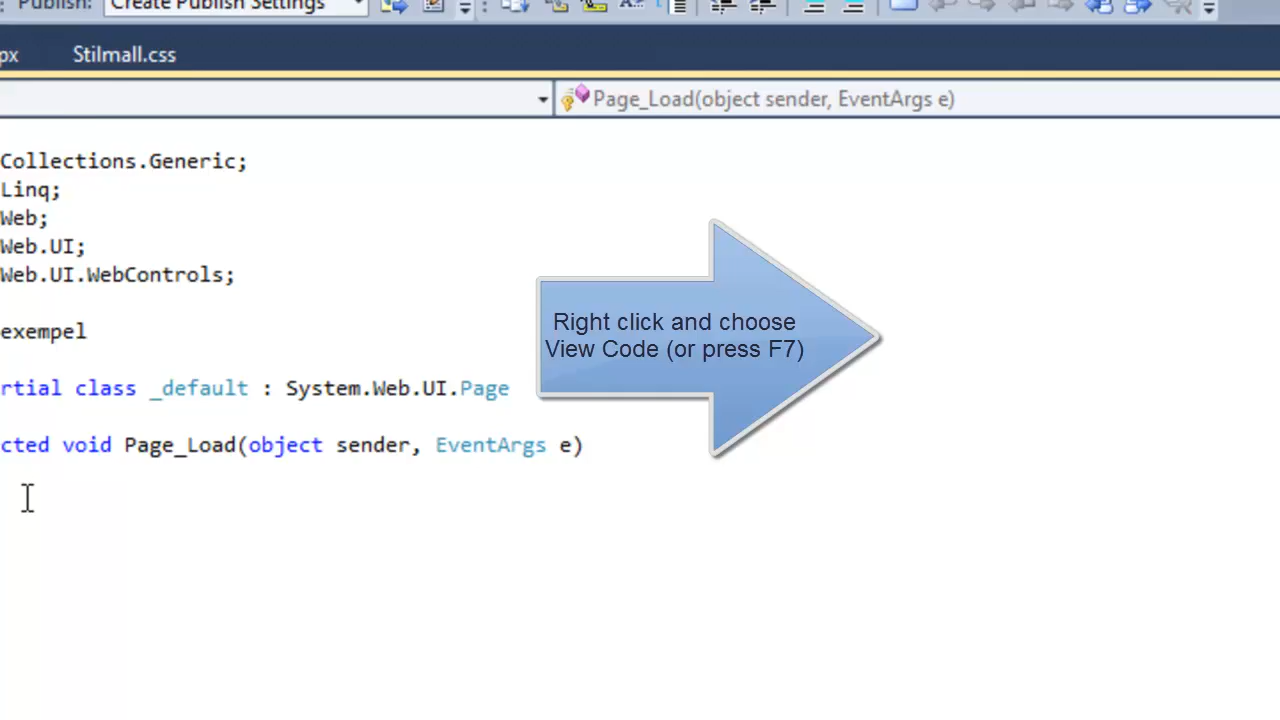 Publish: Create Publish Settings
px Stilmall.css
Page_Load(object sender, EventArgs e)
Collections.Generic;
Linq;
Web;
Web.UI;
Web.UI.WebControls;
exempel
rtial class _default : System.Web.UI.Page
cted void Page_Load(object sender, EventArgs e)
Right click and choose
View Code (or press F7)